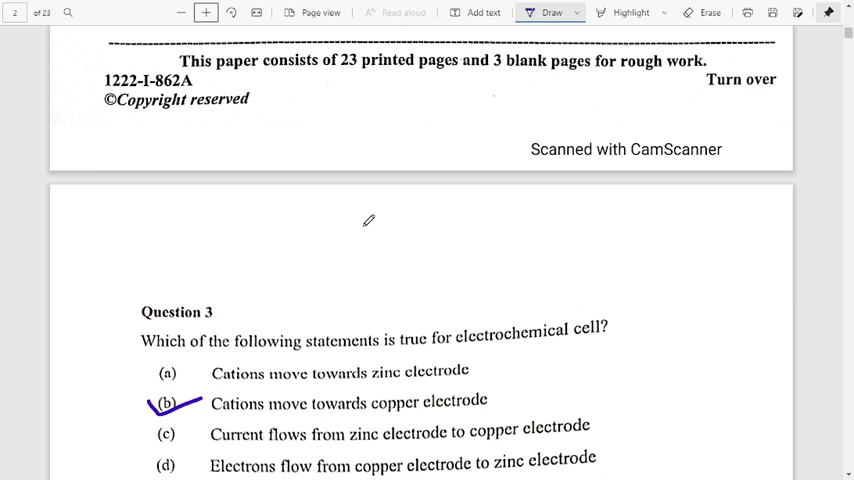 2 of 23 Page view Read aloud Add text Draw Highlight Erase
This paper consists of 23 printed pages and 3 blank pages for rough work.
1222-I-862A Turn over
©Copyright reserved
Scanned with CamScanner
Question 3
Which of the following statements is true for electrochemical cell?
(a) Cations move towards zinc electrode
(b) Cations move towards copper electrode
(c) Current flows from zinc electrode to copper electrode
(d) Electrons flow from copper electrode to zinc electrode